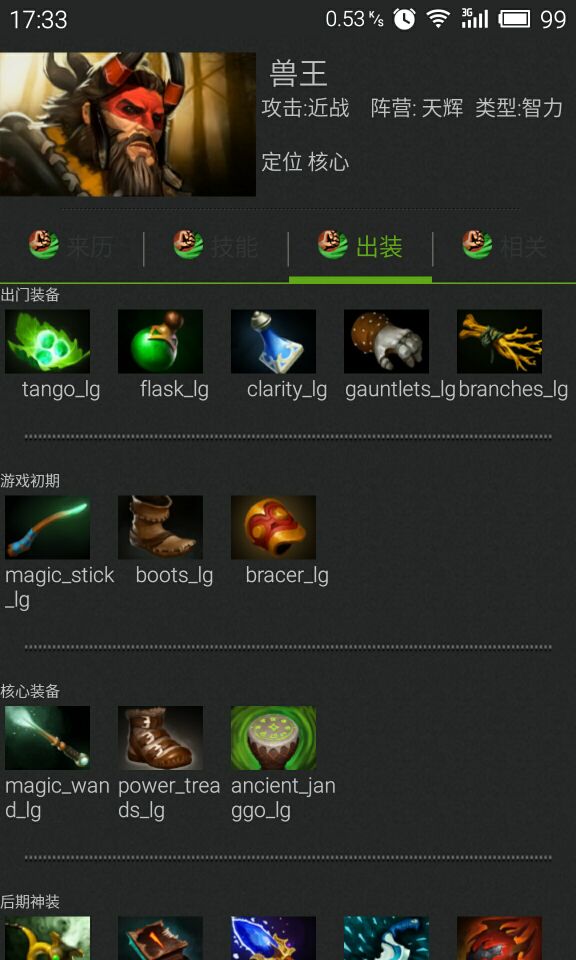 17:33 0.53 K/s 3G 99
兽王
攻击:近战 阵营: 天辉 类型:智力
定位 核心
来历 技能 出装 相关
出门装备
tango_lg flask_lg clarity_lg gauntlets_lg branches_lg
游戏初期
magic_stick boots_lg bracer_lg
_lg
核心装备
magic_wan power_trea ancient_jan
d_lg ds_lg ggo_lg
后期神装